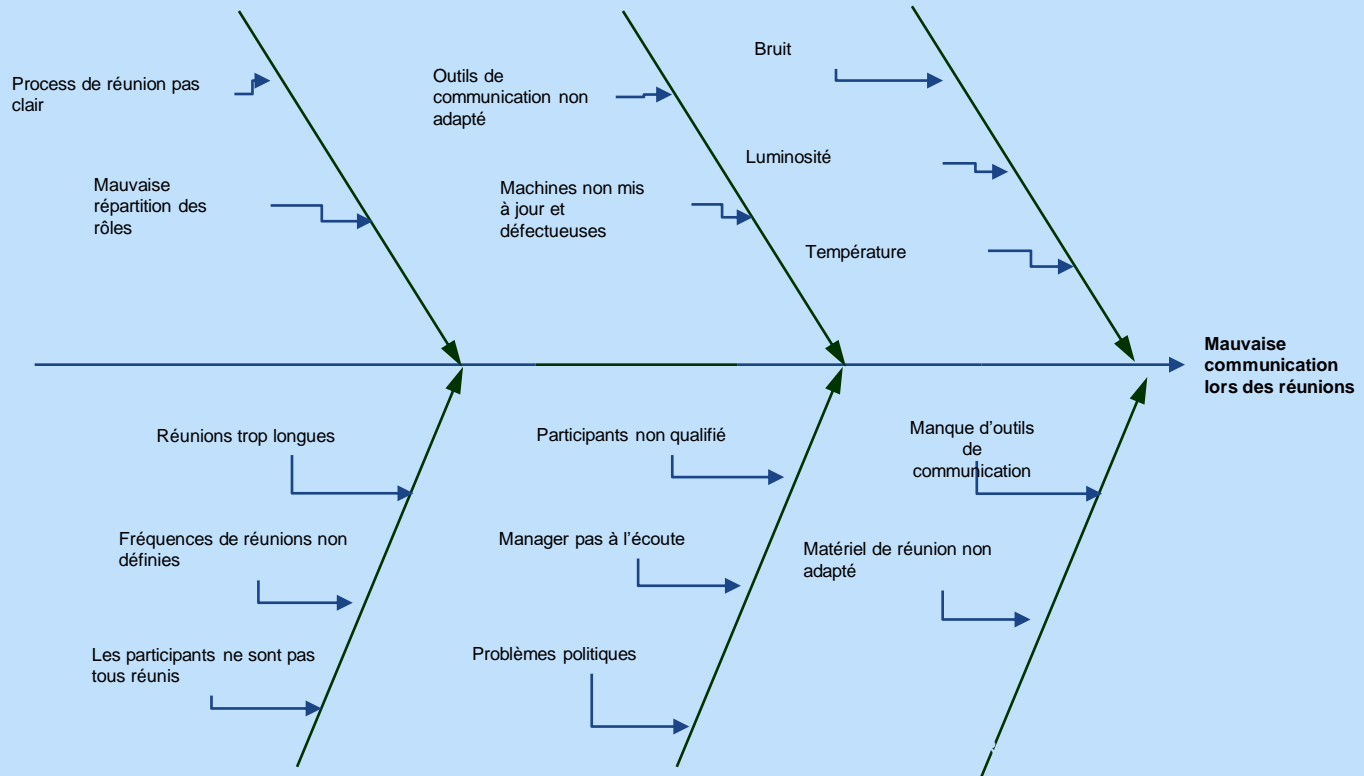 Bruit
Process de réunion pas
clair
Outils de
communication non
adapté
Luminosité
Mauvaise
répartition des
rôles
Machines non mis
à jour et
défectueuses
Température
Mauvaise
communication
lors des réunions
Réunions trop longues
Participants non qualifié
Manque d'outils
de
communication
Fréquences de réunions non
définies
Manager pas à l'écoute
Matériel de réunion non
adapté
Les participants ne sont pas
tous réunis
Problèmes politiques